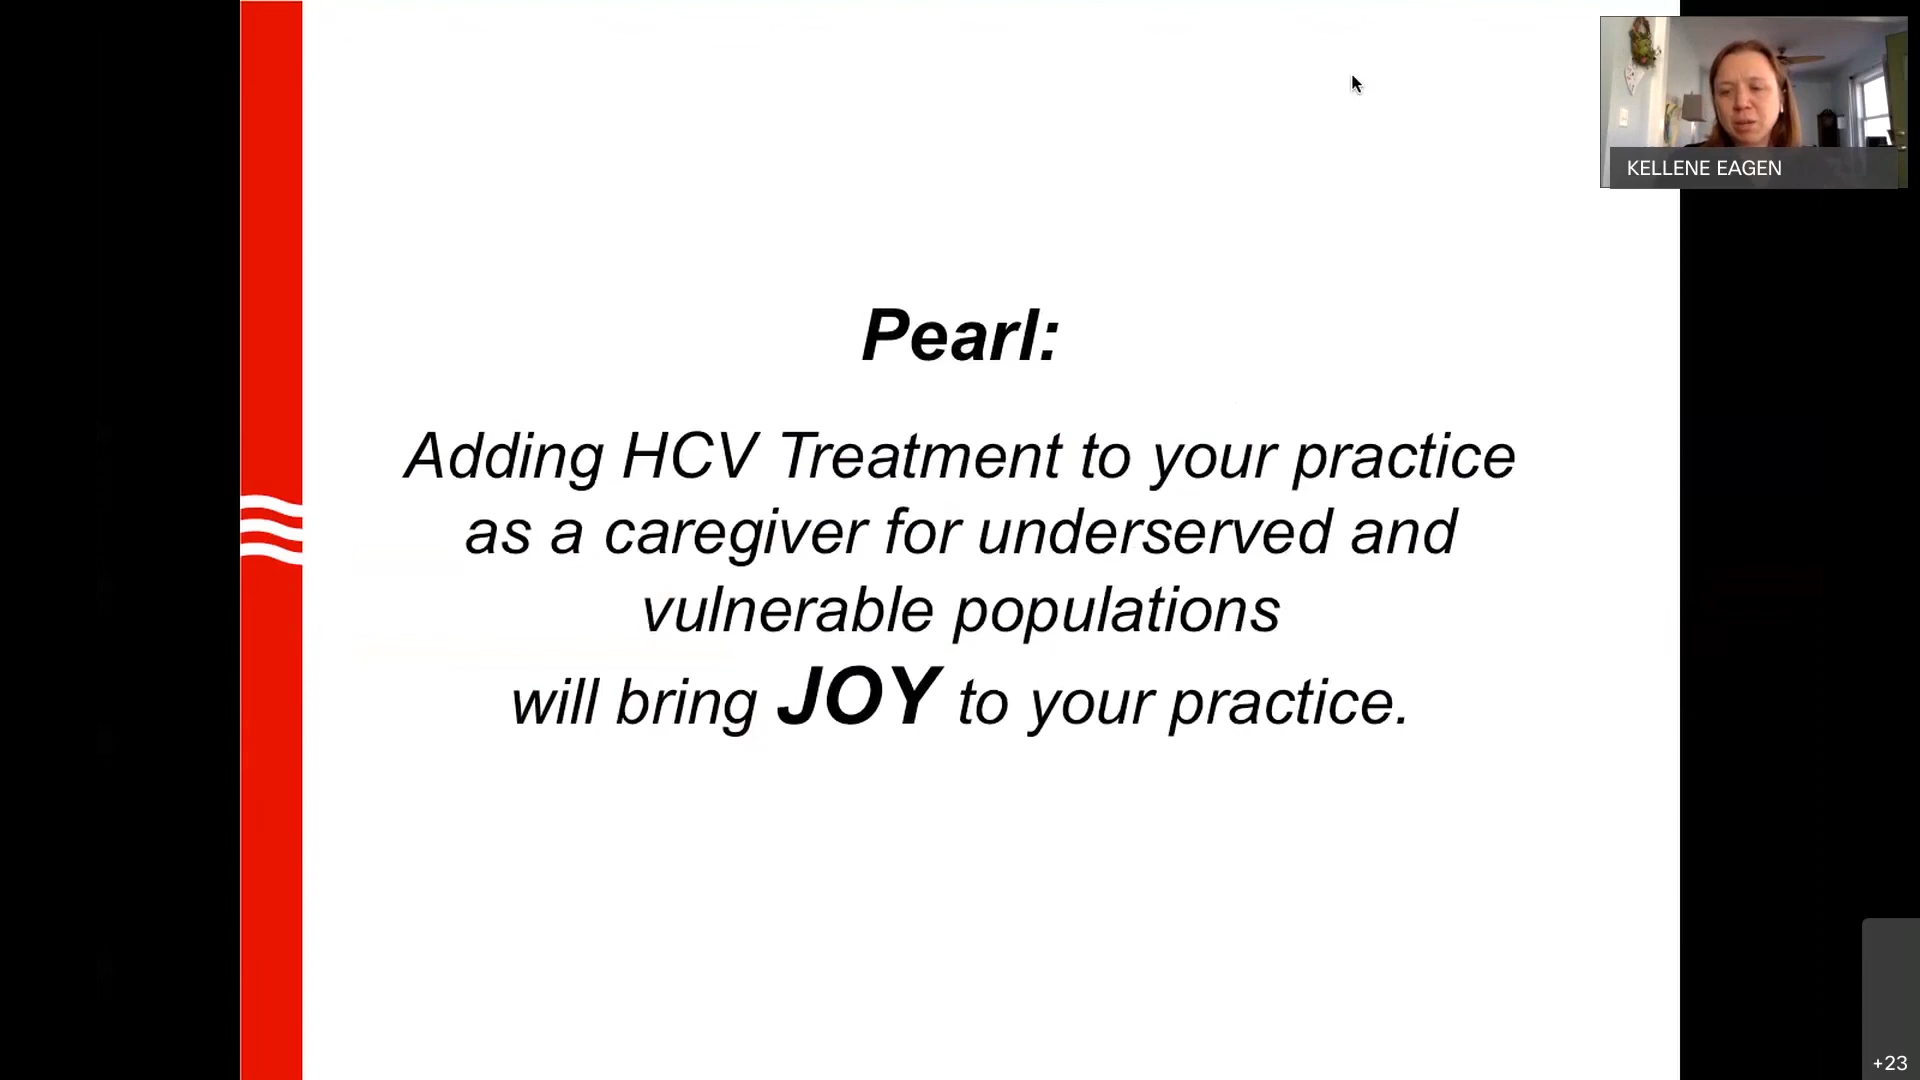 KELLENE EAGEN
Pearl:
Adding HCV Treatment to your practice
as a caregiver for underserved and
vulnerable populations
will bring JOY to your practice.
+23